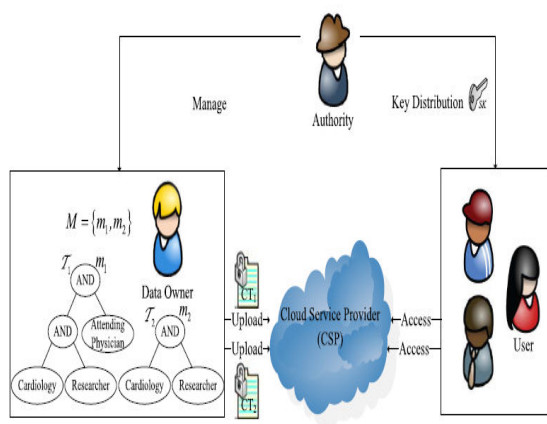 Manage
Key Distribution
SK
Authority
M = {m₁, m₂}
𝒯₁
m₁
AND
Data Owner
AND
Attending
Physician
𝒯₂
AND
m₂
Cardiology
Researcher
Cardiology
Researcher
CT₁
Upload
Upload
CT₂
Cloud Service Provider
(CSP)
Access
Access
User